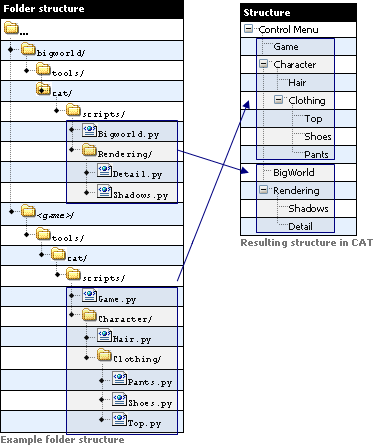 Folder structure
...
bigworld/
tools/
cat/
scripts/
Bigworld.py
Rendering/
Detail.py
Shadows.py
<game>/
tools/
cat/
scripts/
Game.py
Character/
Hair.py
Clothing/
Pants.py
Shoes.py
Top.py
Example folder structure
Structure
Control Menu
Game
Character
Hair
Clothing
Top
Shoes
Pants
BigWorld
Rendering
Shadows
Detail
Resulting structure in CAT